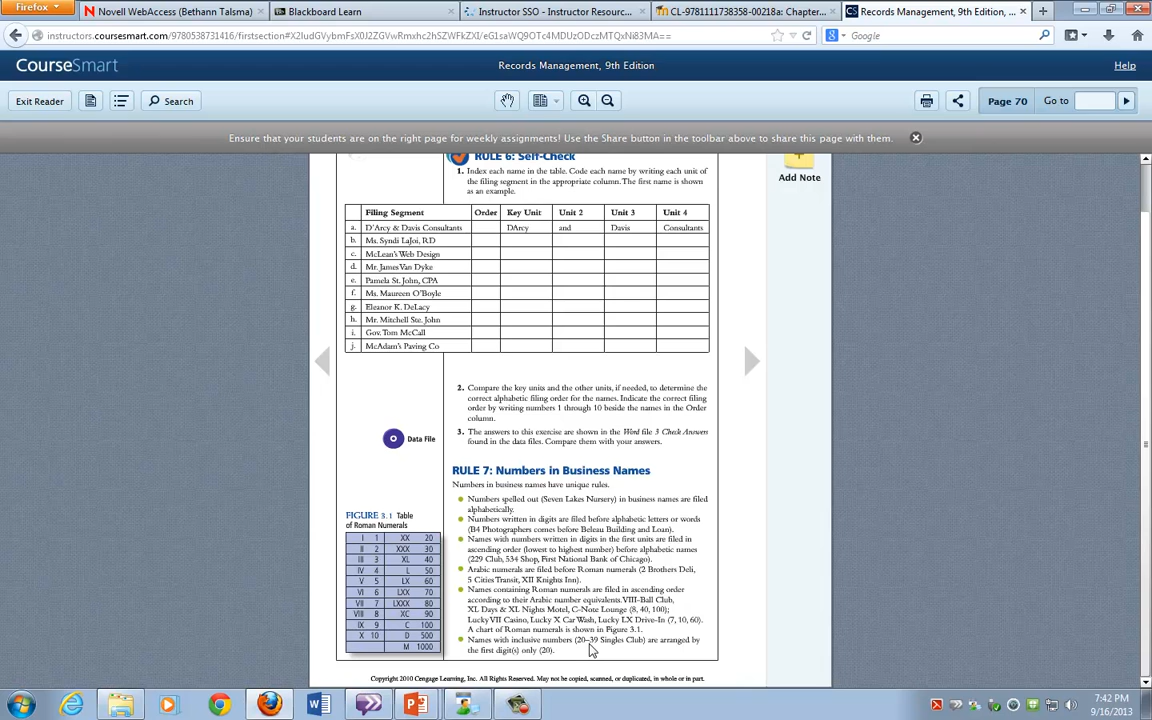 Firefox
Novell WebAccess (Bethann Talsma)
Blackboard Learn
Instructor SSO - Instructor Resourc...
CL-9781111738358-00218a: Chapter...
CS Records Management, 9th Edition, ...
instructors.coursesmart.com/9780538731416/firstsection#X2ludGVybmFsX0J2ZGVwRmxhc2hSZWFkZXI/eG1saWQ9OTc4MDUzODczMTQxNi83MA==
Google
CourseSmart
Records Management, 9th Edition
Help
Exit Reader
Search
Page 70
Go to
Ensure that your students are on the right page for weekly assignments! Use the Share button in the toolbar above to share this page with them.
Add Note
RULE 6: Self-Check
1. Index each name in the table. Code each name by writing each unit of
the filing segment in the appropriate column. The first name is shown
as an example.
Filing Segment Order Key Unit Unit 2 Unit 3 Unit 4
a. D'Arcy & Davis Consultants DArcy and Davis Consultants
b. Ms. Syndi LaJoi, RD
c. McLean's Web Design
d. Mr. James Van Dyke
e. Pamela St. John, CPA
f. Ms. Maureen O'Boyle
g. Eleanor K. DeLacy
h. Mr. Mitchell Ste. John
i. Gov. Tom McCall
j. McAdam's Paving Co
2. Compare the key units and the other units, if needed, to determine the
correct alphabetic filing order for the names. Indicate the correct filing
order by writing numbers 1 through 10 beside the names in the Order
column.
3. The answers to this exercise are shown in the Word file 3 Check Answers
found in the data files. Compare them with your answers.
Data File
RULE 7: Numbers in Business Names
Numbers in business names have unique rules.
Numbers spelled out (Seven Lakes Nursery) in business names are filed
alphabetically.
Numbers written in digits are filed before alphabetic letters or words
(B4 Photographers comes before Beleau Building and Loan).
Names with numbers written in digits in the first units are filed in
ascending order (lowest to highest number) before alphabetic names
(229 Club, 534 Shop, First National Bank of Chicago).
Arabic numerals are filed before Roman numerals (2 Brothers Deli,
5 Cities Transit, XII Knights Inn).
Names containing Roman numerals are filed in ascending order
according to their Arabic number equivalents. VIII-Ball Club,
XL Days & XL Nights Motel, C-Note Lounge (8, 40, 100);
Lucky VII Casino, Lucky X Car Wash, Lucky LX Drive-In (7, 10, 60).
A chart of Roman numerals is shown in Figure 3.1.
Names with inclusive numbers (20–39 Singles Club) are arranged by
the first digit(s) only (20).
FIGURE 3.1 Table
of Roman Numerals
I 1 XX 20
II 2 XXX 30
III 3 XL 40
IV 4 L 50
V 5 LX 60
VI 6 LXX 70
VII 7 LXXX 80
VIII 8 XC 90
IX 9 C 100
X 10 D 500
M 1000
Copyright 2010 Cengage Learning, Inc. All Rights Reserved. May not be copied, scanned, or duplicated, in whole or in part.
7:42 PM
9/16/2013